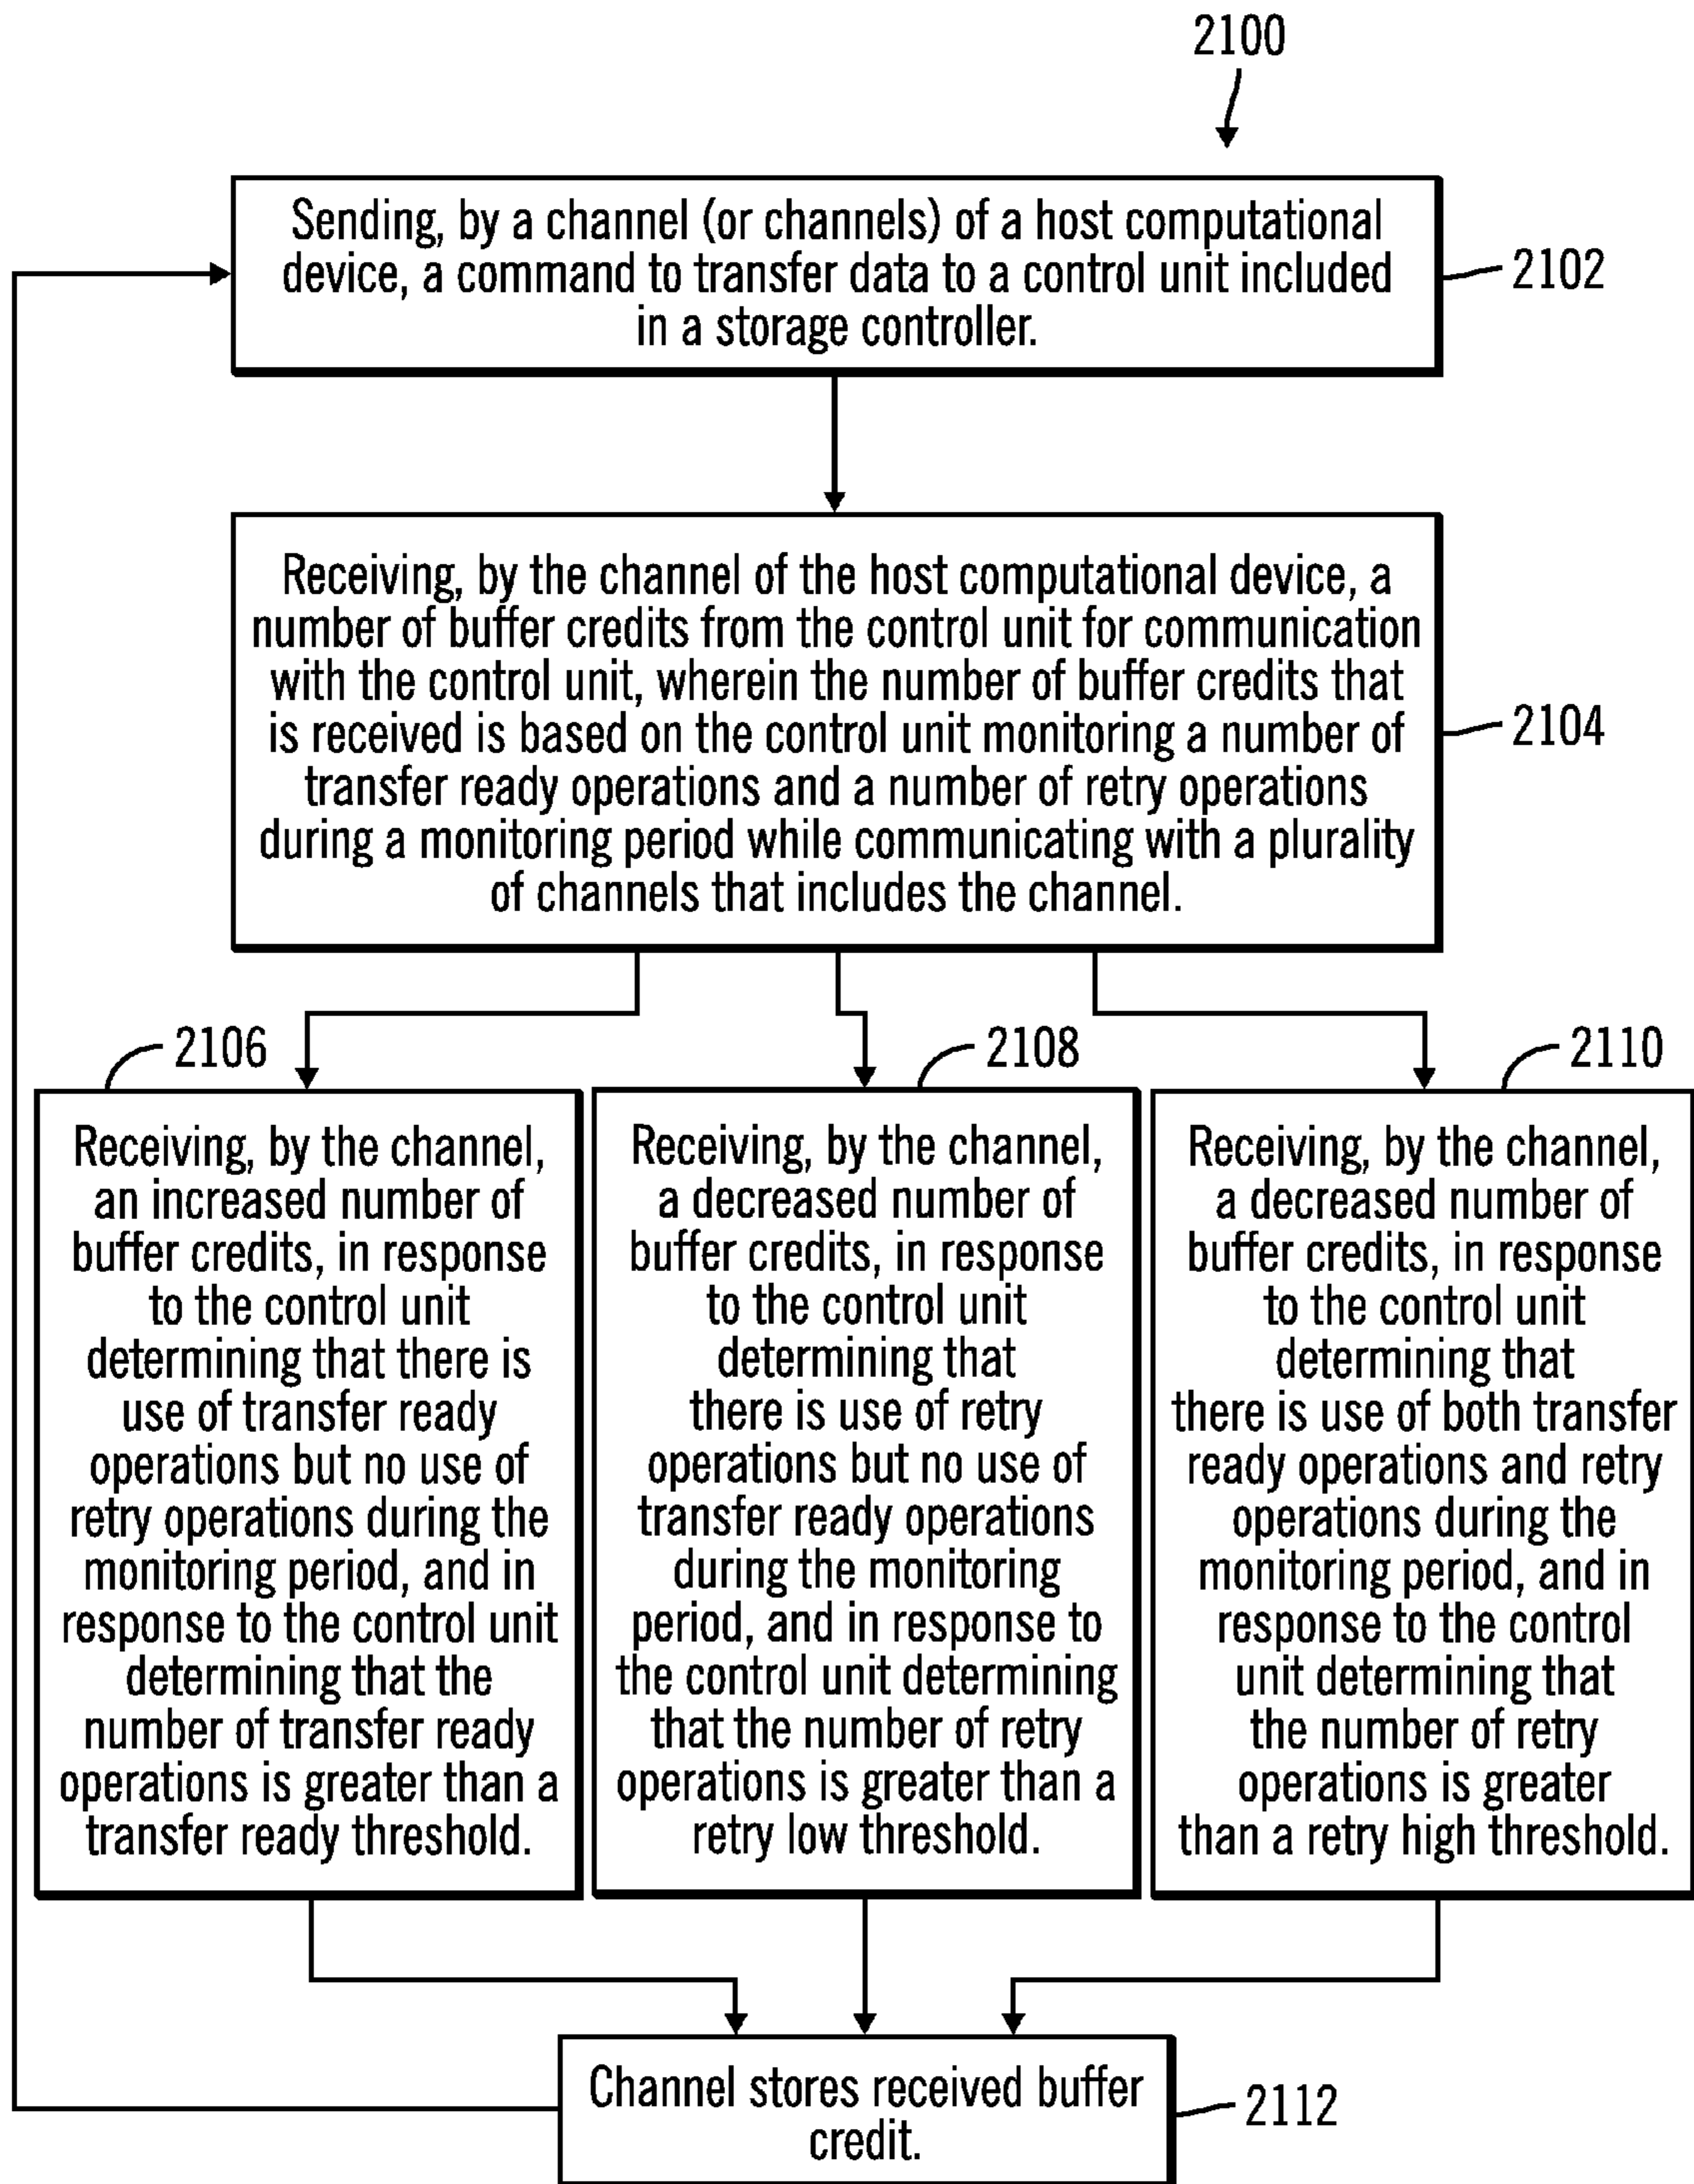 2100
Sending, by a channel (or channels) of a host computational
device, a command to transfer data to a control unit included
in a storage controller.
2102
Receiving, by the channel of the host computational device, a
number of buffer credits from the control unit for communication
with the control unit, wherein the number of buffer credits that
is received is based on the control unit monitoring a number of
transfer ready operations and a number of retry operations
during a monitoring period while communicating with a plurality
of channels that includes the channel.
2104
2106
Receiving, by the channel,
an increased number of
buffer credits, in response
to the control unit
determining that there is
use of transfer ready
operations but no use of
retry operations during the
monitoring period, and in
response to the control unit
determining that the
number of transfer ready
operations is greater than a
transfer ready threshold.
2108
Receiving, by the channel,
a decreased number of
buffer credits, in response
to the control unit
determining that
there is use of retry
operations but no use of
transfer ready operations
during the monitoring
period, and in response to
the control unit determining
that the number of retry
operations is greater than a
retry low threshold.
2110
Receiving, by the channel,
a decreased number of
buffer credits, in response
to the control unit
determining that
there is use of both transfer
ready operations and retry
operations during the
monitoring period, and in
response to the control
unit determining that
the number of retry
operations is greater
than a retry high threshold.
Channel stores received buffer
credit.
2112